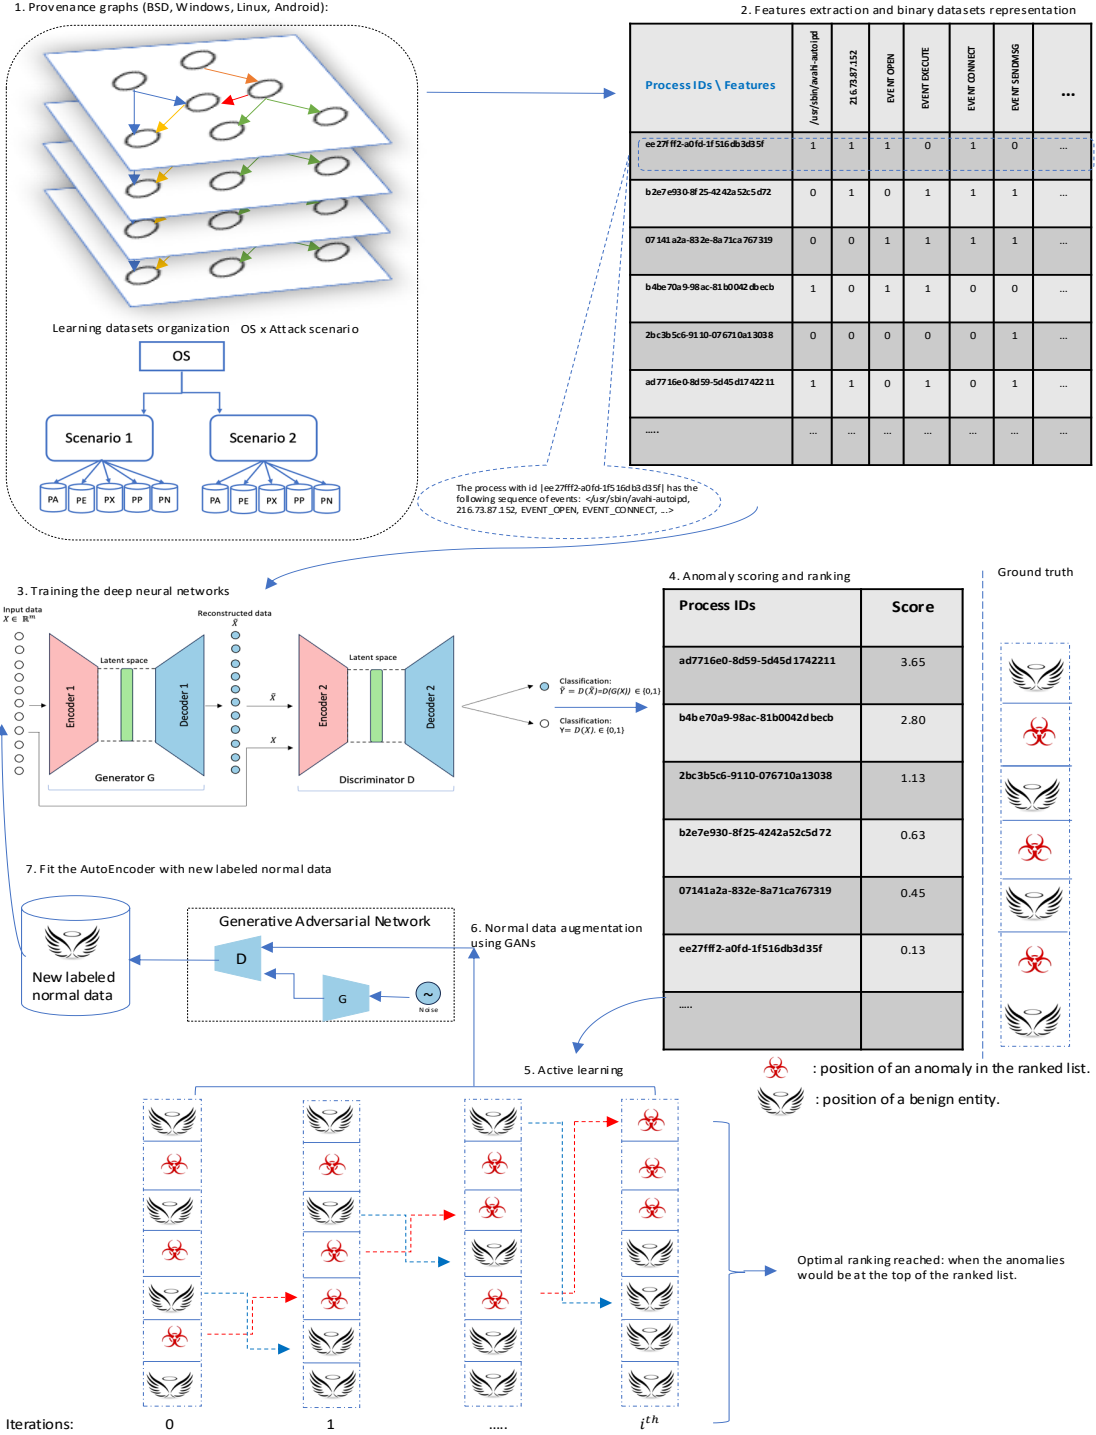 1. Provenance graphs (BSD, Windows, Linux, Android):
Learning datasets organization OS x Attack scenario
OS
Scenario 1
Scenario 2
PA PE PX PP PN
PA PE PX PP PN
2. Features extraction and binary datasets representation
Process IDs \ Features
/usr/sbin/avahi-autoipd
216.73.87.152
EVENT OPEN
EVENT EXECUTE
EVENT CONNECT
EVENT SENDMSG
...
ee27fff2-a0fd-1f516db3d35f 1 1 1 0 1 0 ...
b2e7e930-8f25-4242a52c5d72 0 1 0 1 1 1 ...
07141a2a-832e-8a71ca767319 0 0 1 1 1 1 ...
b4be70a9-98ac-81b0042dbecb 1 0 1 1 0 0 ...
2bc3b5c6-9110-076710a13038 0 0 0 0 0 1 ...
ad7716e0-8d59-5d45d1742211 1 1 0 1 0 1 ...
..... ... ... ... ... ... ... ...
The process with id |ee27fff2-a0fd-1f516db3d35f| has the
following sequence of events: </usr/sbin/avahi-autoipd,
216.73.87.152, EVENT_OPEN, EVENT_CONNECT, ...>
3. Training the deep neural networks
Input data
X ∈ ℝᵐ
Encoder 1
Latent space
Decoder 1
Generator G
Reconstructed data
X̃
X̃
X
Encoder 2
Latent space
Decoder 2
Discriminator D
Classification:
Ỹ = D(X̃)=D(G(X)) ∈ {0,1}
Classification:
Y= D(X). ∈ {0,1}
4. Anomaly scoring and ranking
Process IDs Score
ad7716e0-8d59-5d45d1742211 3.65
b4be70a9-98ac-81b0042dbecb 2.80
2bc3b5c6-9110-076710a13038 1.13
b2e7e930-8f25-4242a52c5d72 0.63
07141a2a-832e-8a71ca767319 0.45
ee27fff2-a0fd-1f516db3d35f 0.13
.....
Ground truth
: position of an anomaly in the ranked list.
: position of a benign entity.
7. Fit the AutoEncoder with new labeled normal data
New labeled
normal data
Generative Adversarial Network
D
G
~
Noise
6. Normal data augmentation
using GANs
5. Active learning
Optimal ranking reached: when the anomalies
would be at the top of the ranked list.
Iterations: 0 1 ..... iᵗʰ